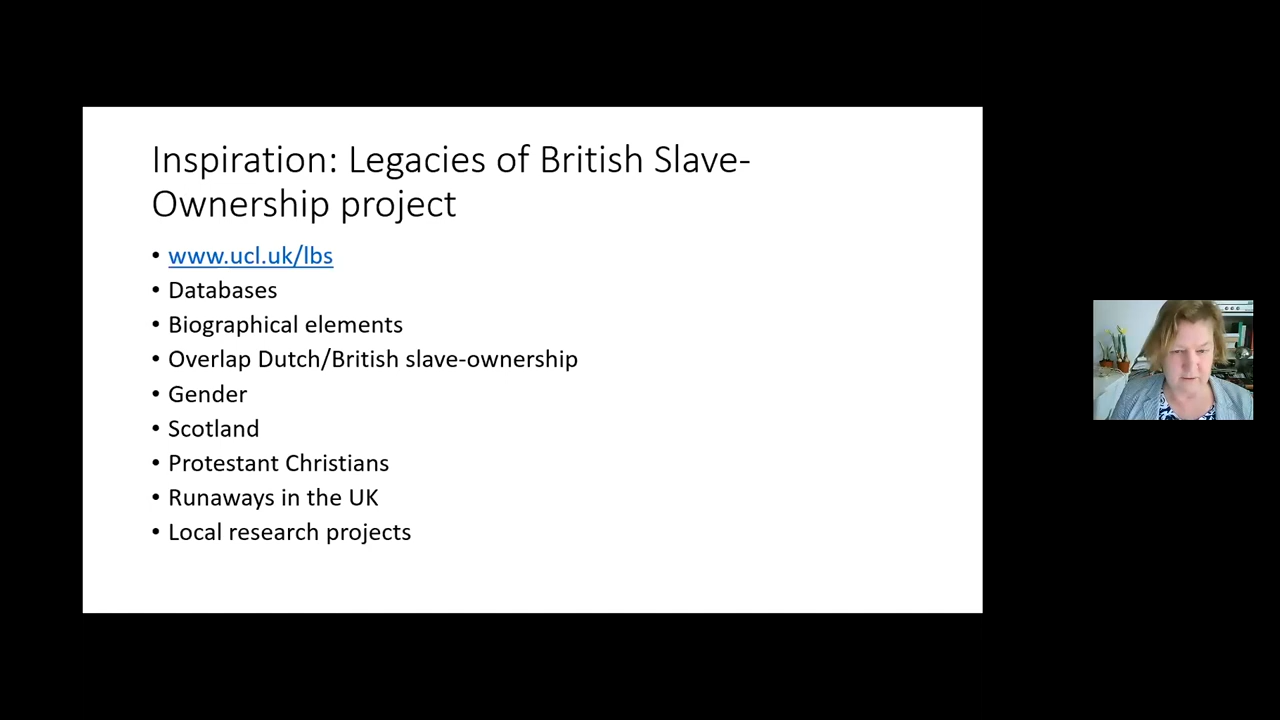 Inspiration: Legacies of British Slave-
Ownership project
• www.ucl.uk/lbs
• Databases
• Biographical elements
• Overlap Dutch/British slave-ownership
• Gender
• Scotland
• Protestant Christians
• Runaways in the UK
• Local research projects